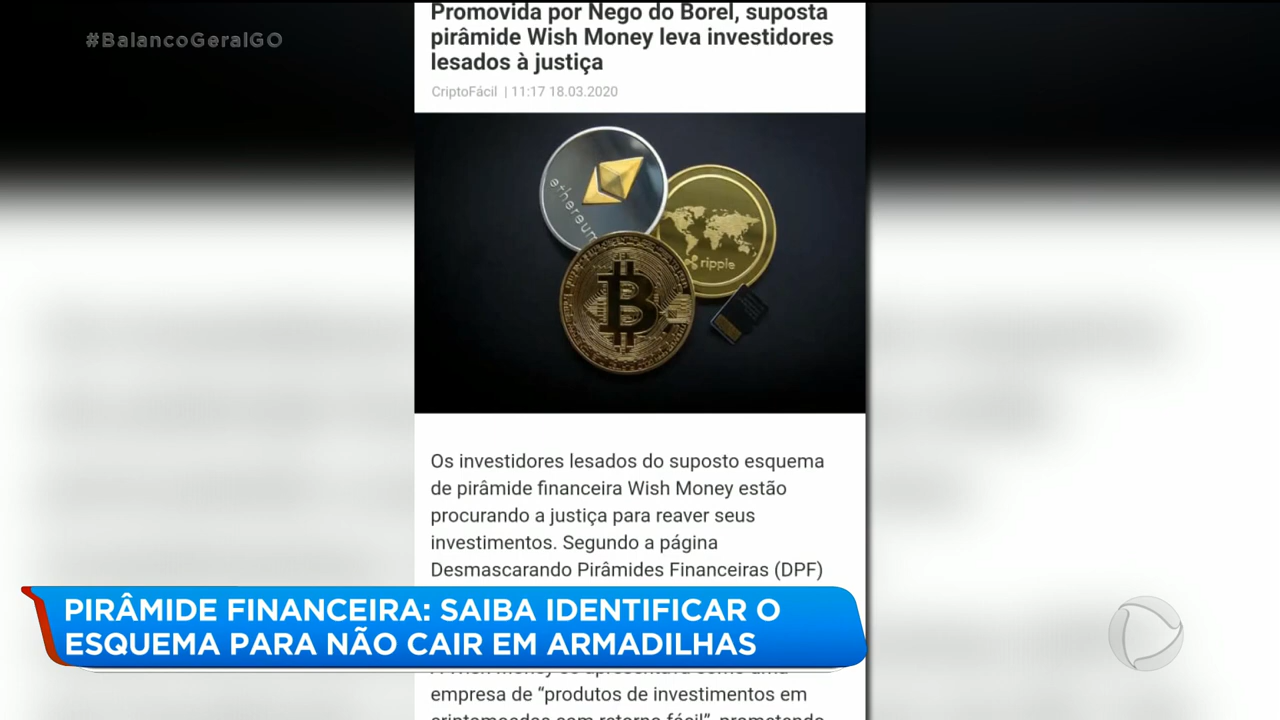 #BalancoGeralGO
Promovida por Nego do Borel, suposta
pirâmide Wish Money leva investidores
lesados à justiça
CriptoFácil | 11:17 18.03.2020
ethereum
ripple
Os investidores lesados do suposto esquema
de pirâmide financeira Wish Money estão
procurando a justiça para reaver seus
investimentos. Segundo a página
Desmascarando Pirâmides Financeiras (DPF)
PIRÂMIDE FINANCEIRA: SAIBA IDENTIFICAR O
ESQUEMA PARA NÃO CAIR EM ARMADILHAS
empresa de “produtos de investimentos em